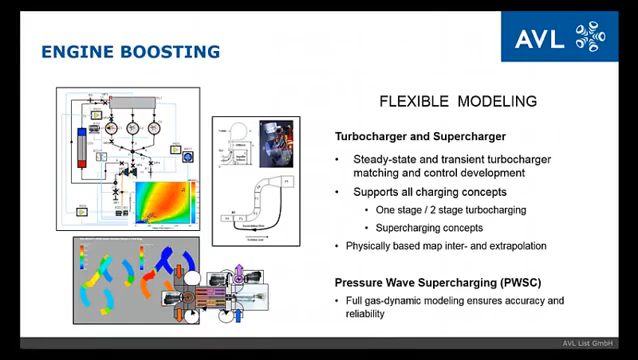 AVL
ENGINE BOOSTING
FLEXIBLE MODELING
Turbocharger and Supercharger
• Steady-state and transient turbocharger
matching and control development
• Supports all charging concepts
• One stage / 2 stage turbocharging
• Supercharging concepts
• Physically based map inter- and extrapolation
Pressure Wave Supercharging (PWSC)
• Full gas-dynamic modeling ensures accuracy and
reliability
AVL List GmbH